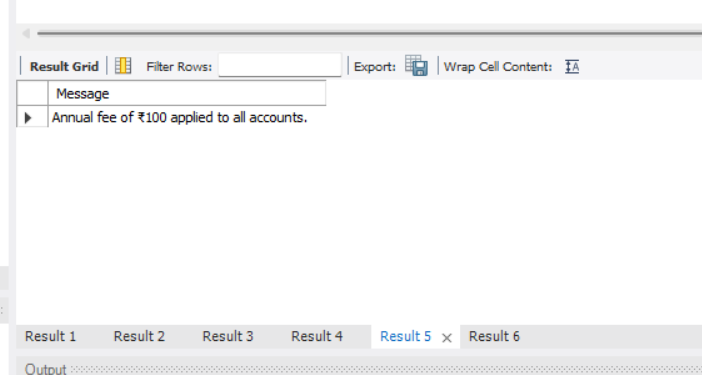 Result Grid Filter Rows: Export: Wrap Cell Content: IA
Message
Annual fee of ₹100 applied to all accounts.
Result 1 Result 2 Result 3 Result 4 Result 5 × Result 6
Output